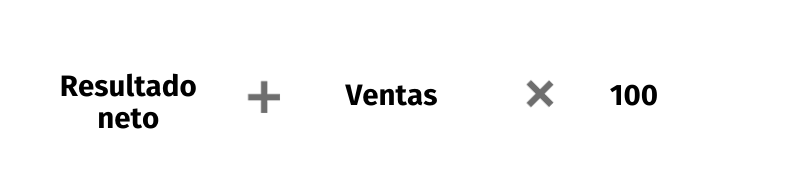 Resultado
neto + Ventas × 100